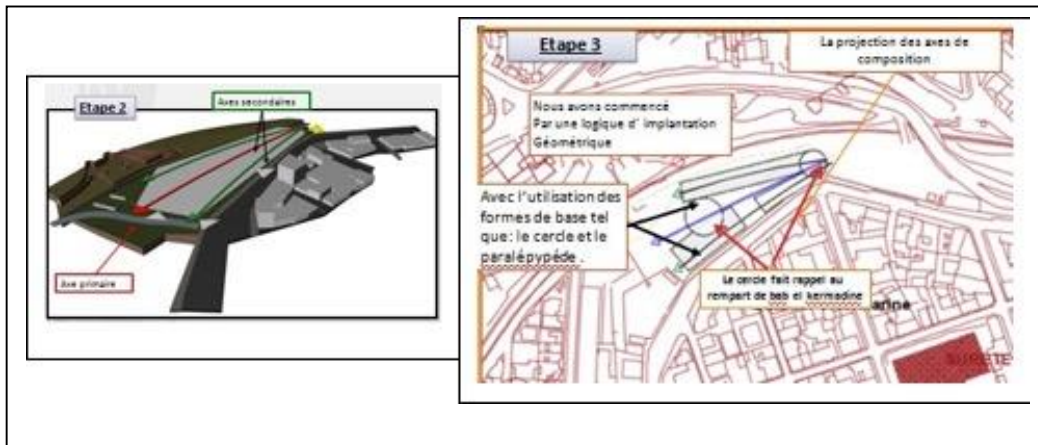 Etape 2
Axes secondaires
Axe primaire
Etape 3
La projection des axes de
composition
Nous avons commencé
Par une logique d' implantation
Géométrique
Avec l'utilisation des
formes de base tel
que: le cercle et le
paralépypéde .
Le cercle fait rappel au
rempart de bab el kermadine
anne
SURETE